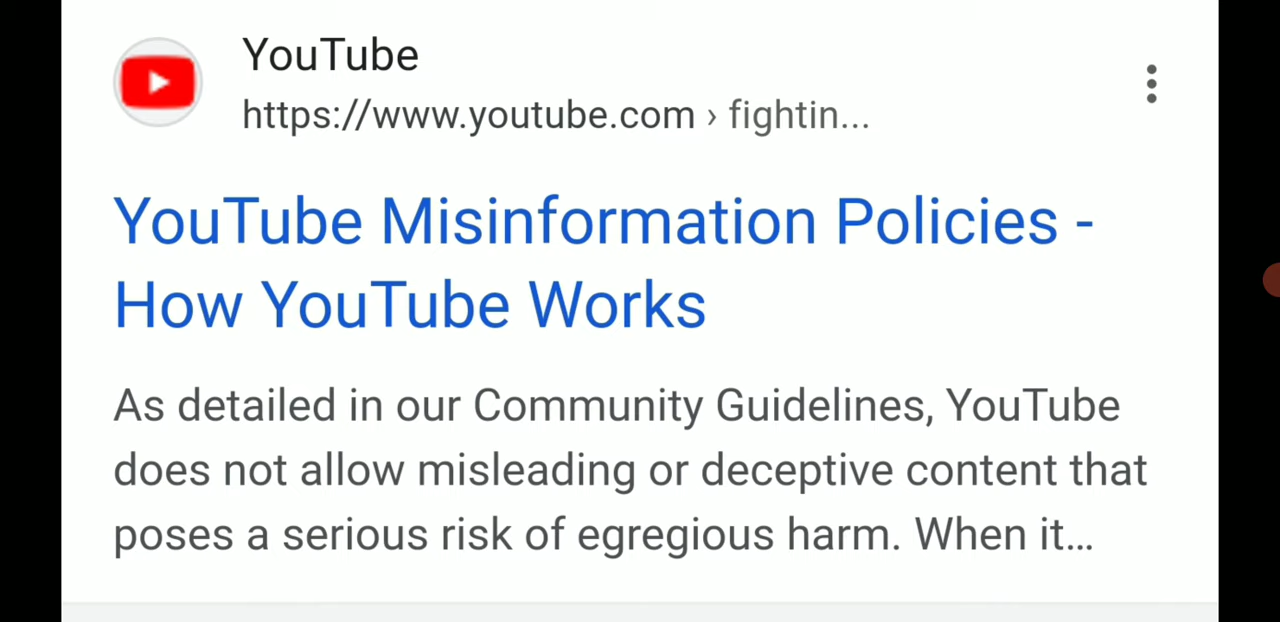 YouTube
https://www.youtube.com › fightin...
YouTube Misinformation Policies -
How YouTube Works
As detailed in our Community Guidelines, YouTube
does not allow misleading or deceptive content that
poses a serious risk of egregious harm. When it...